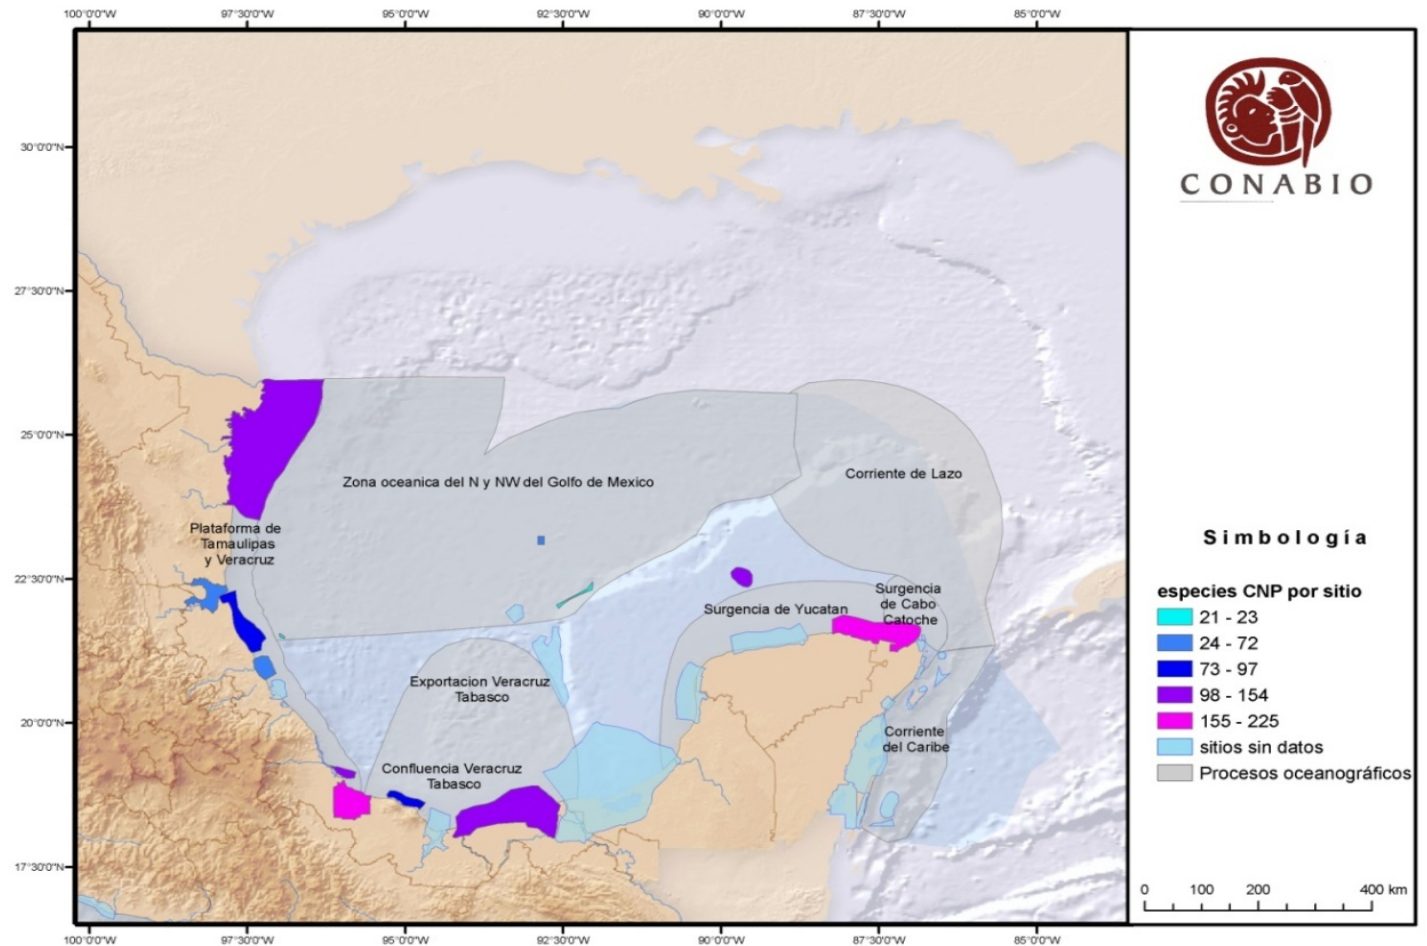 100°0'0"W 97°30'0"W 95°0'0"W 92°30'0"W 90°0'0"W 87°30'0"W 85°0'0"W
30°0'0"N
27°30'0"N
25°0'0"N
22°30'0"N
20°0'0"N
17°30'0"N
Zona oceanica del N y NW del Golfo de Mexico
Corriente de Lazo
Plataforma de
Tamaulipas
y Veracruz
Surgencia
de Cabo
Catoche
Surgencia de Yucatan
Exportacion Veracruz
Tabasco
Corriente
del Caribe
Confluencia Veracruz
Tabasco
100°0'0"W 97°30'0"W 95°0'0"W 92°30'0"W 90°0'0"W 87°30'0"W 85°0'0"W
CONABIO
Simbología
especies CNP por sitio
21 - 23
24 - 72
73 - 97
98 - 154
155 - 225
sitios sin datos
Procesos oceanográficos
0 100 200 400 km